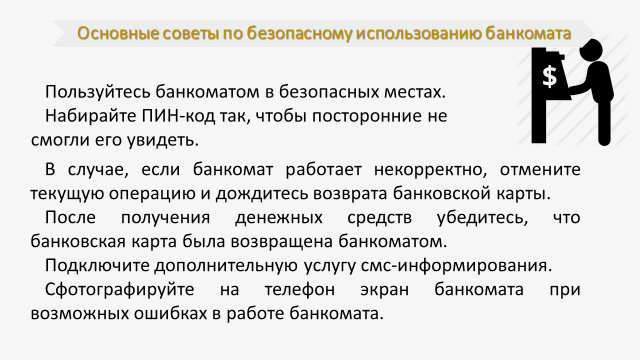 Основные советы по безопасному использованию банкомата
$
Пользуйтесь банкоматом в безопасных местах.
Набирайте ПИН-код так, чтобы посторонние не
смогли его увидеть.
В случае, если банкомат работает некорректно, отмените
текущую операцию и дождитесь возврата банковской карты.
После получения денежных средств убедитесь, что
банковская карта была возвращена банкоматом.
Подключите дополнительную услугу смс-информирования.
Сфотографируйте на телефон экран банкомата при
возможных ошибках в работе банкомата.